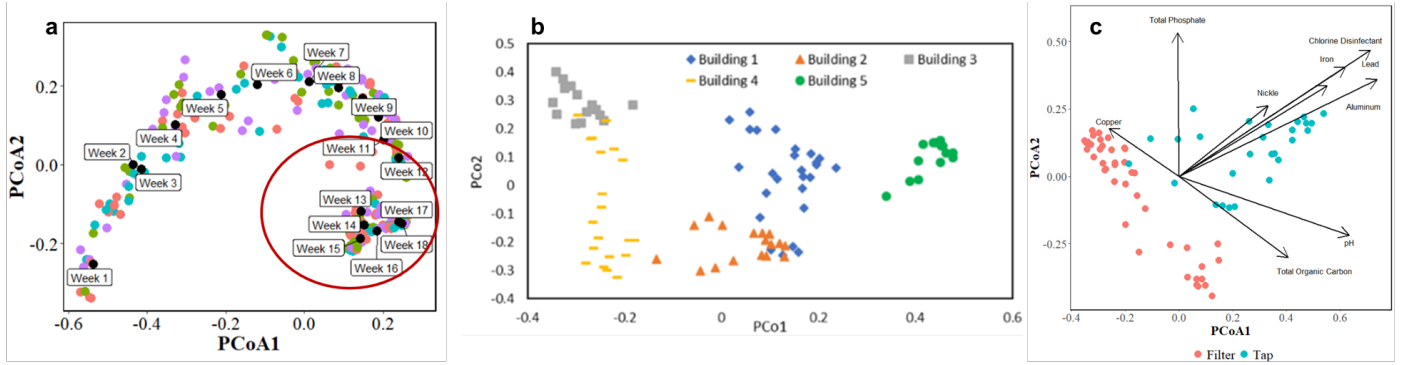 a
PCoA2
0.2
0.0
-0.2
-0.6
-0.4
-0.2
0.0
0.2
PCoA1
Week 1
Week 2
Week 3
Week 4
Week 5
Week 6
Week 7
Week 8
Week 9
Week 10
Week 11
Week 12
Week 13
Week 14
Week 15
Week 16
Week 17
Week 18
b
PCo2
0.5
0.4
0.3
0.2
0.1
0
-0.1
-0.2
-0.3
-0.4
-0.4
-0.2
0
0.2
0.4
0.6
PCo1
Building 1
Building 2
Building 3
Building 4
Building 5
c
PCoA2
0.50
0.25
0.00
-0.25
-0.4
-0.2
0.0
0.2
0.4
0.6
PCoA1
Total Phosphate
Chlorine Disinfectant
Iron
Lead
Nickle
Aluminum
Copper
pH
Total Organic Carbon
Filter
Tap